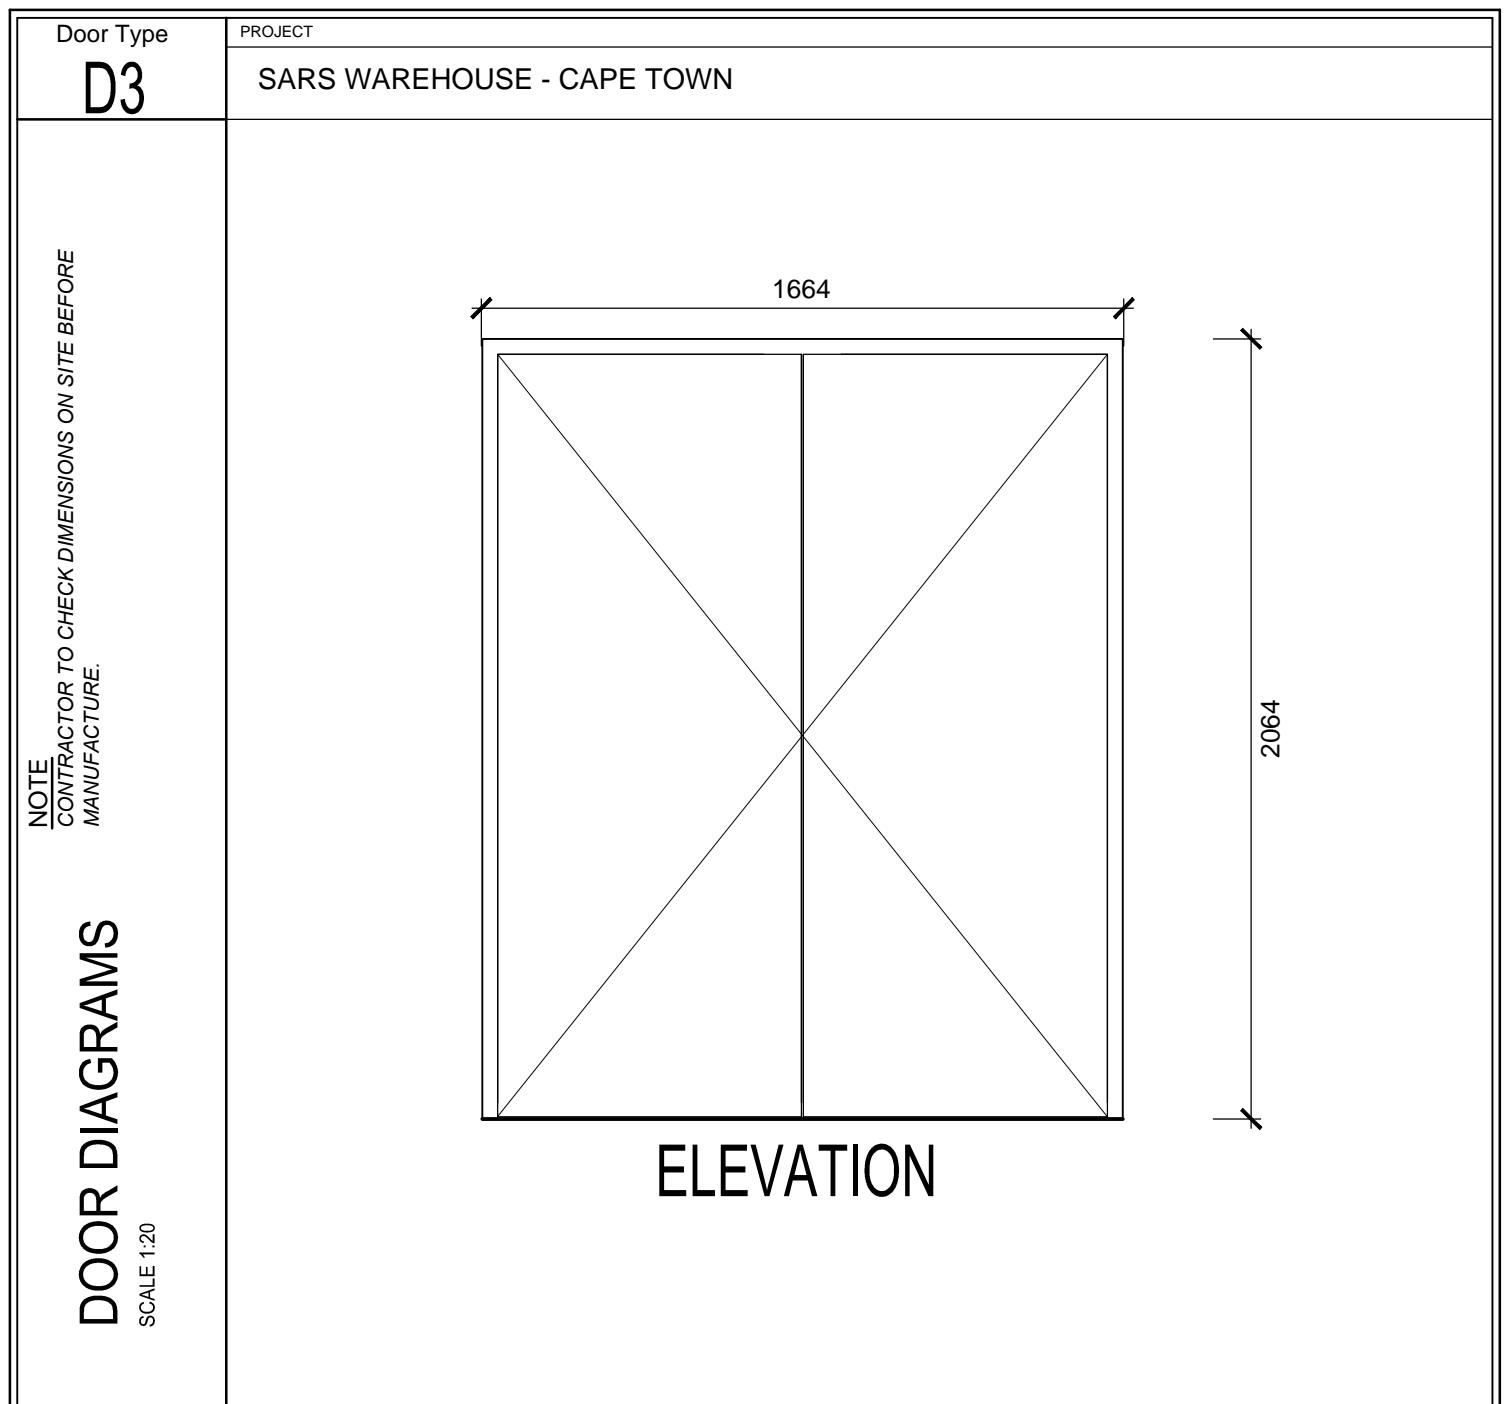 Door Type
D3
PROJECT
SARS WAREHOUSE - CAPE TOWN
NOTE
CONTRACTOR TO CHECK DIMENSIONS ON SITE BEFORE
MANUFACTURE.
DOOR DIAGRAMS
SCALE 1:20
1664
2064
ELEVATION